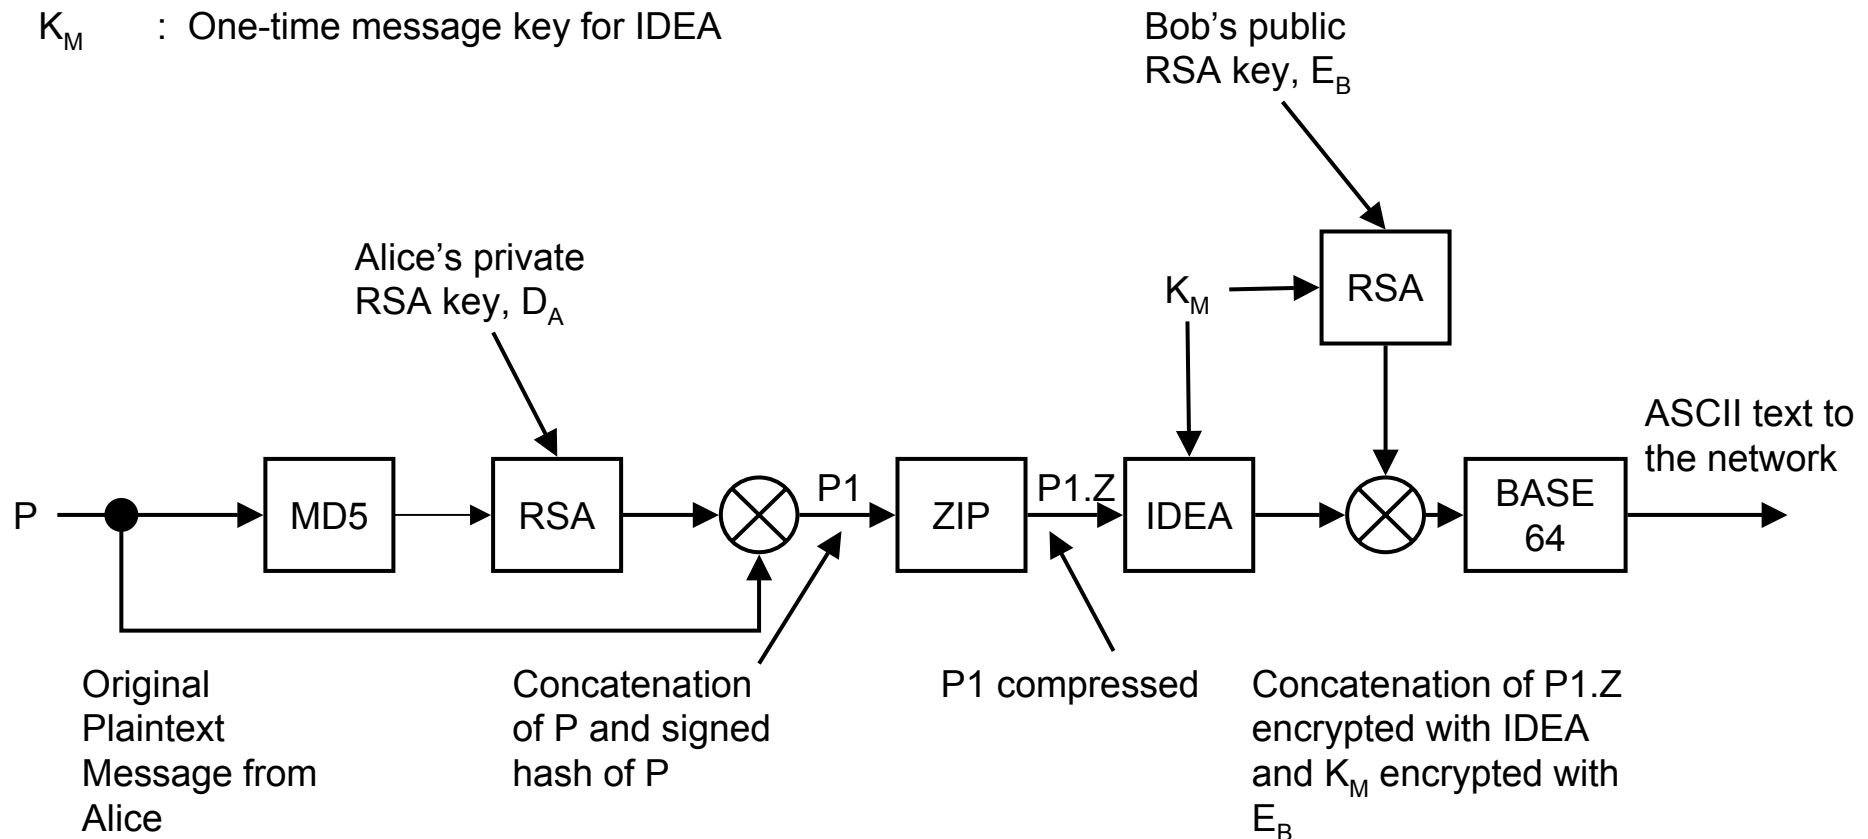 K_M : One-time message key for IDEA
Bob’s public
RSA key, E_B
Alice’s private
RSA key, D_A
K_M
RSA
ASCII text to
the network
P
MD5
RSA
P1
ZIP
P1.Z
IDEA
BASE
64
Original
Plaintext
Message from
Alice
Concatenation
of P and signed
hash of P
P1 compressed
Concatenation of P1.Z
encrypted with IDEA
and K_M encrypted with
E_B